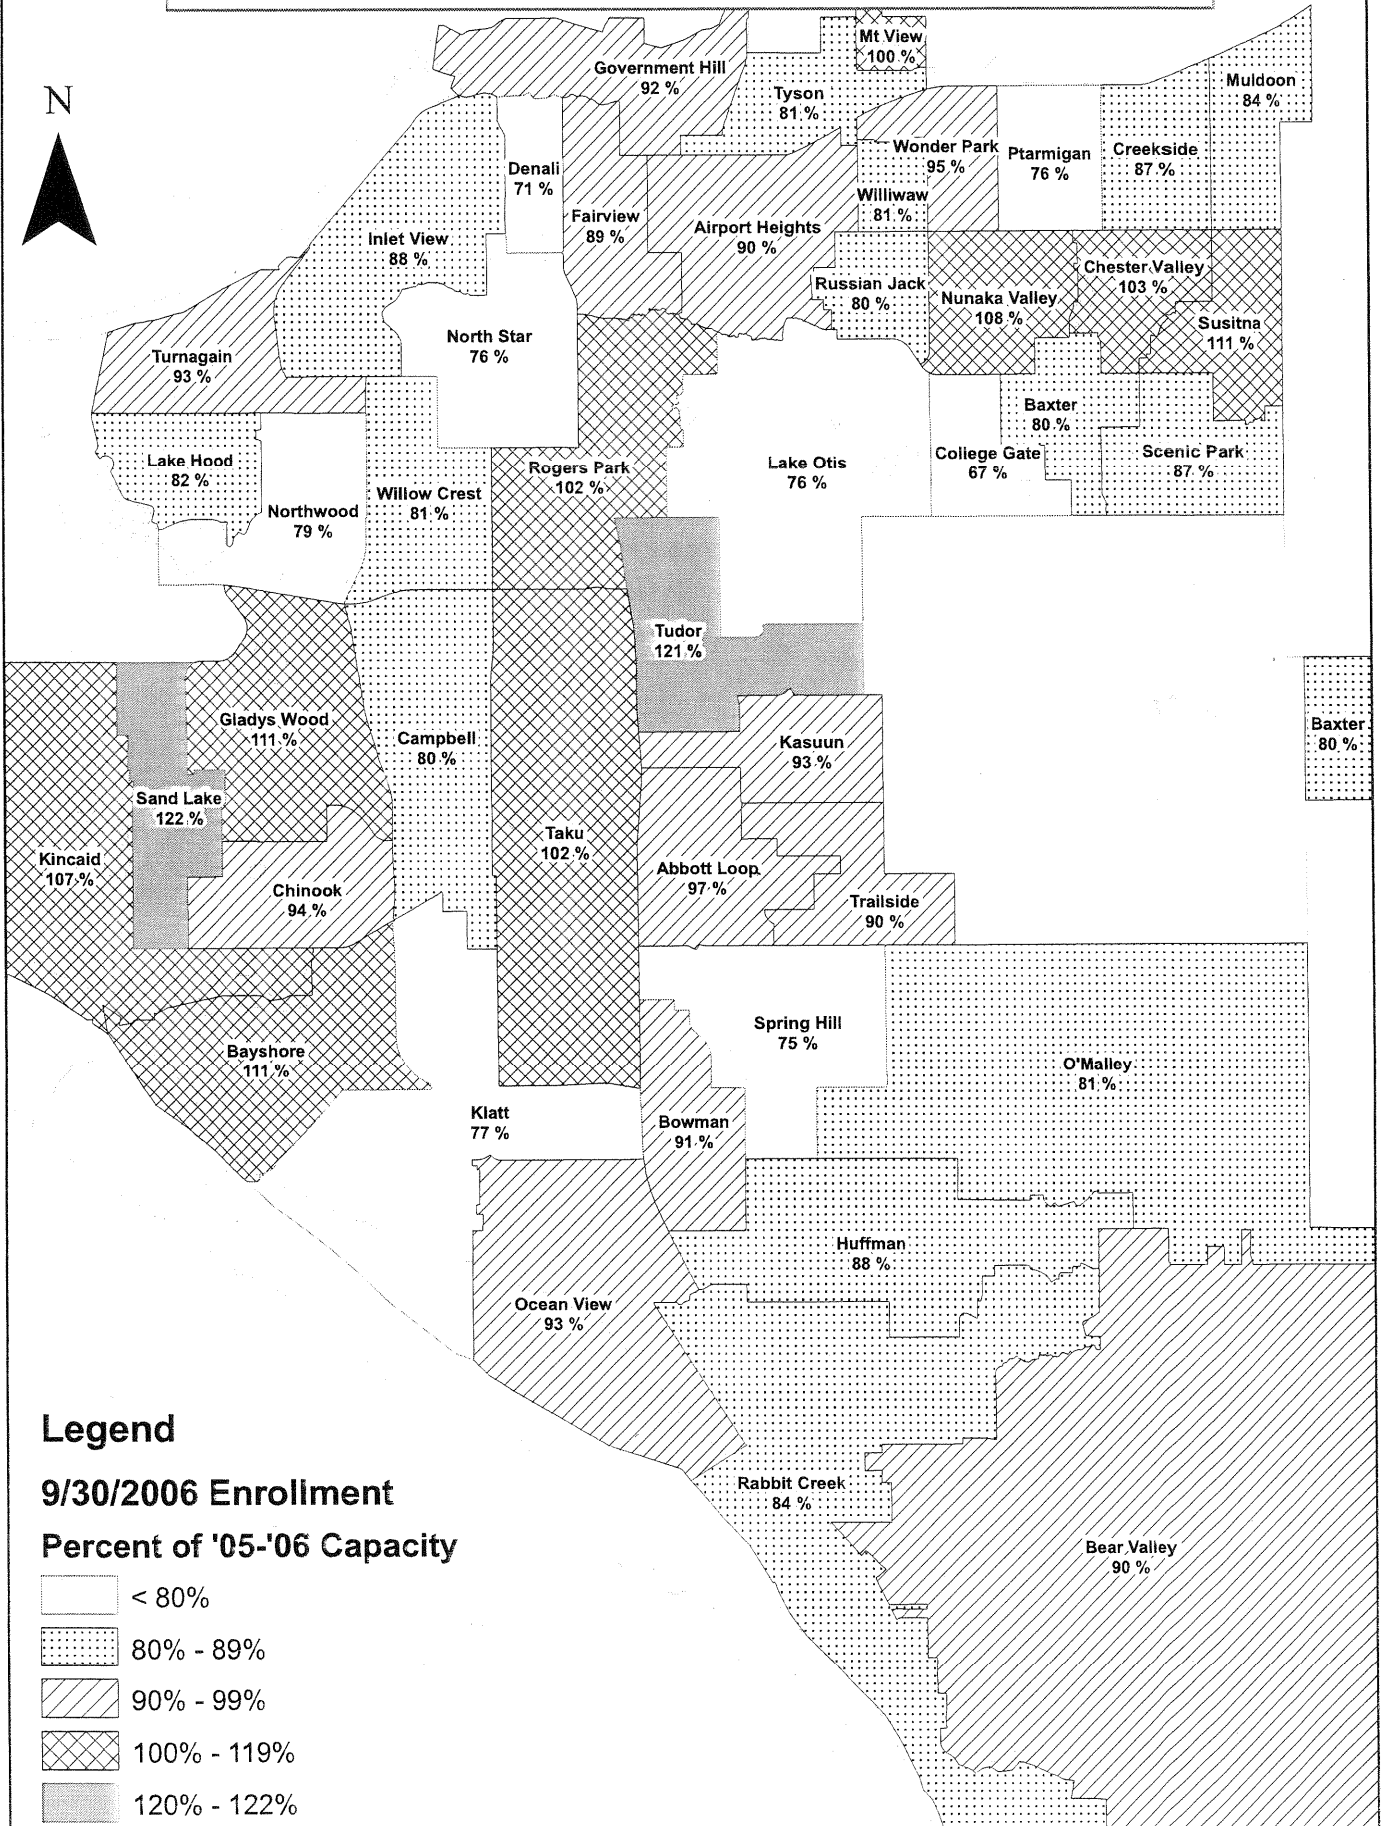 Mt View
100 %
Government Hill
92 %
Tyson
81 %
Muldoon
84 %
N
Denali
71 %
Wonder Park
95 %
Ptarmigan
76 %
Creekside
87 %
Fairview
89 %
Williwaw
81 %
Inlet View
88 %
Airport Heights
90 %
Russian Jack
80 %
Nunaka Valley
108 %
Chester Valley
103 %
Susitna
111 %
North Star
76 %
Turnagain
93 %
Baxter
80 %
Lake Hood
82 %
Rogers Park
102 %
Lake Otis
76 %
College Gate
67 %
Scenic Park
87 %
Northwood
79 %
Willow Crest
81 %
Tudor
121 %
Gladys Wood
111 %
Campbell
80 %
Kasuun
93 %
Baxter
80 %
Sand Lake
122 %
Kincaid
107 %
Taku
102 %
Chinook
94 %
Abbott Loop
97 %
Trailside
90 %
Spring Hill
75 %
Bayshore
111 %
O'Malley
81 %
Klatt
77 %
Bowman
91 %
Huffman
88 %
Ocean View
93 %
Rabbit Creek
84 %
Bear Valley
90 %
Legend
9/30/2006 Enrollment
Percent of '05-'06 Capacity
< 80%
80% - 89%
90% - 99%
100% - 119%
120% - 122%